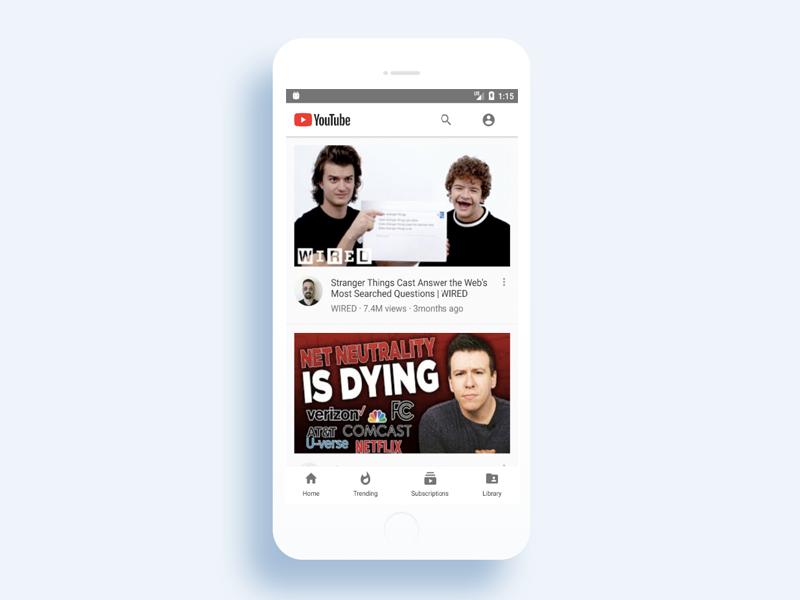 LTE 1:15
YouTube
WIRED
Stranger Things Cast Answer the Web's
Most Searched Questions | WIRED
WIRED · 7.4M views · 3months ago
NET NEUTRALITY
IS DYING
verizon FC
AT&T COMCAST
U-verse NETFLIX
Home Trending Subscriptions Library